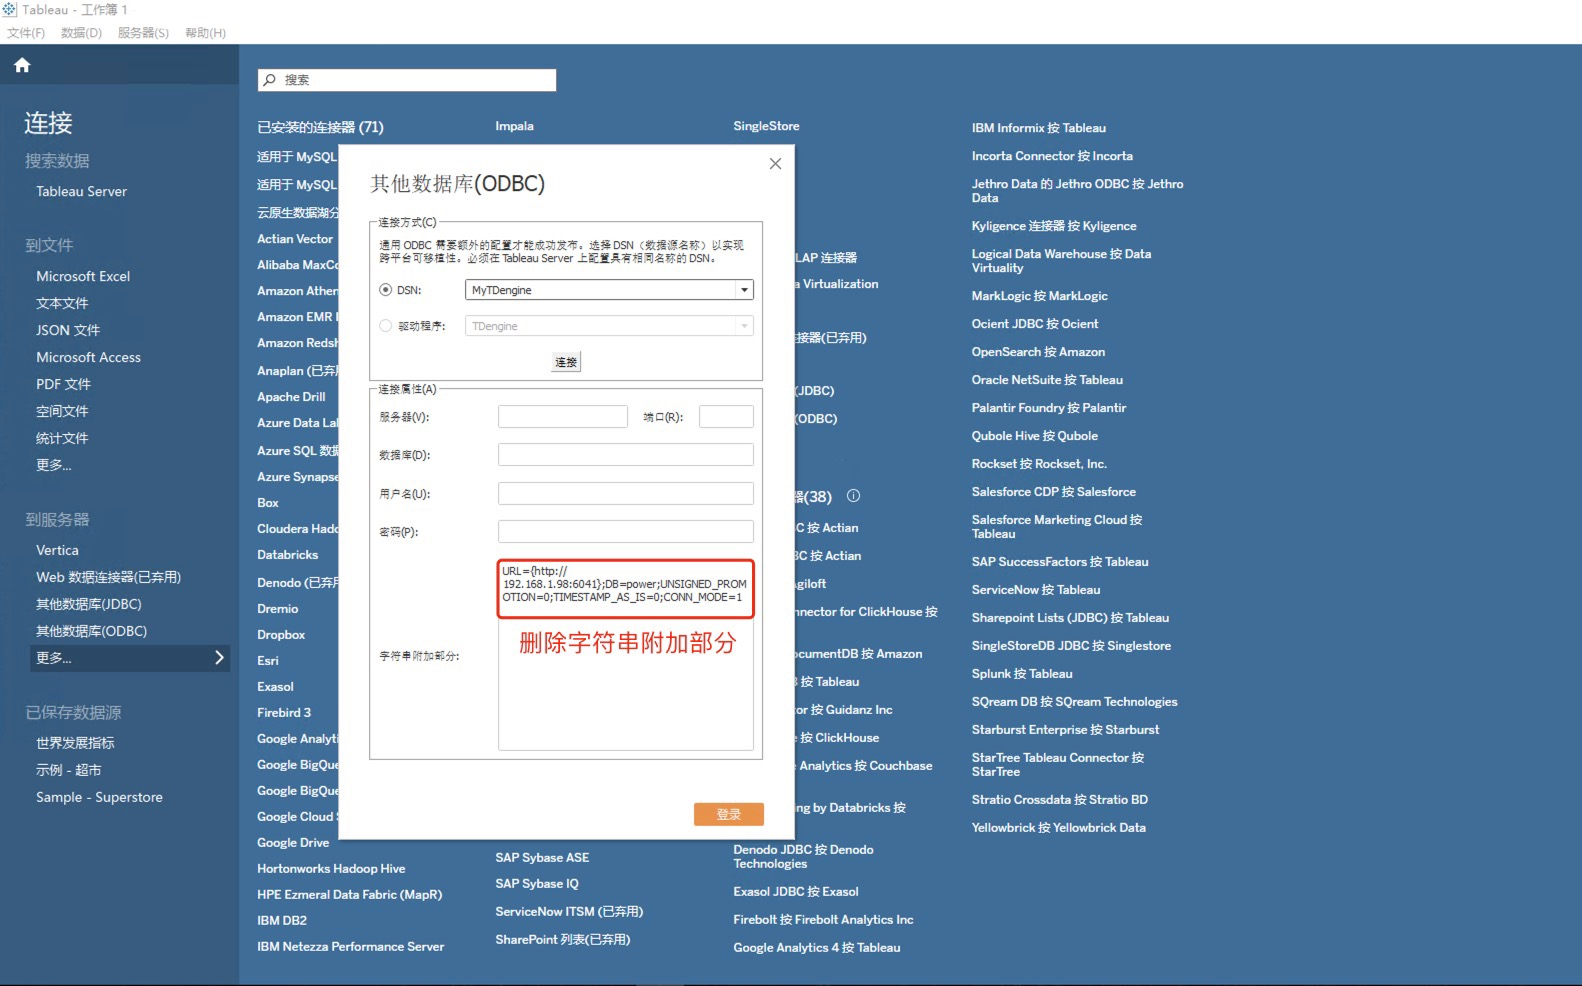 Tableau - 工作簿 1
文件(F) 数据(D) 服务器(S) 帮助(H)
搜索
连接
搜索数据
Tableau Server
到文件
Microsoft Excel
文本文件
JSON 文件
Microsoft Access
PDF 文件
空间文件
统计文件
更多...
到服务器
Vertica
Web 数据连接器(已弃用)
其他数据库(JDBC)
其他数据库(ODBC)
更多...
已保存数据源
世界发展指标
示例 - 超市
Sample - Superstore
已安装的连接器 (71)
适用于 MySQL
适用于 MySQL
云原生数据湖分
Actian Vector
Alibaba MaxCo
Amazon Athen
Amazon EMR
Amazon Redsh
Anaplan (已弃
Apache Drill
Azure Data Lal
Azure SQL 数据
Azure Synapse
Box
Cloudera Hado
Databricks
Denodo (已弃
Dremio
Dropbox
Esri
Exasol
Firebird 3
Google Analyti
Google BigQue
Google BigQue
Google Cloud
Google Drive
Hortonworks Hadoop Hive
HPE Ezmeral Data Fabric (MapR)
IBM DB2
IBM Netezza Performance Server
Impala
其他数据库(ODBC)
连接方式(C)
通用 ODBC 需要额外的配置才能成功发布。选择 DSN（数据源名称）以实现
跨平台可移植性。必须在 Tableau Server 上配置具有相同名称的 DSN。
DSN: MyTDengine
驱动程序: TDengine
连接
连接属性(A)
服务器(V): 端口(R):
数据库(D):
用户名(U):
密码(P):
URL={http://
192.168.1.98:6041};DB=power;UNSIGNED_PROM
OTION=0;TIMESTAMP_AS_IS=0;CONN_MODE=1
删除字符串附加部分
字符串附加部分:
登录
SAP Sybase ASE
SAP Sybase IQ
ServiceNow ITSM (已弃用)
SharePoint 列表(已弃用)
SingleStore
LAP 连接器
a Virtualization
接器(已弃用)
(JDBC)
(ODBC)
器(38)
C 按 Actian
BC 按 Actian
giloft
nnector for ClickHouse 按
ocumentDB 按 Amazon
按 Tableau
or 按 Guidanz Inc
e 按 ClickHouse
Analytics 按 Couchbase
ing by Databricks 按
Denodo JDBC 按 Denodo
Technologies
Exasol JDBC 按 Exasol
Firebolt 按 Firebolt Analytics Inc
Google Analytics 4 按 Tableau
IBM Informix 按 Tableau
Incorta Connector 按 Incorta
Jethro Data 的 Jethro ODBC 按 Jethro
Data
Kyligence 连接器 按 Kyligence
Logical Data Warehouse 按 Data
Virtuality
MarkLogic 按 MarkLogic
Ocient JDBC 按 Ocient
OpenSearch 按 Amazon
Oracle NetSuite 按 Tableau
Palantir Foundry 按 Palantir
Qubole Hive 按 Qubole
Rockset 按 Rockset, Inc.
Salesforce CDP 按 Salesforce
Salesforce Marketing Cloud 按
Tableau
SAP SuccessFactors 按 Tableau
ServiceNow 按 Tableau
Sharepoint Lists (JDBC) 按 Tableau
SingleStoreDB JDBC 按 Singlestore
Splunk 按 Tableau
SQream DB 按 SQream Technologies
Starburst Enterprise 按 Starburst
StarTree Tableau Connector 按
StarTree
Stratio Crossdata 按 Stratio BD
Yellowbrick 按 Yellowbrick Data